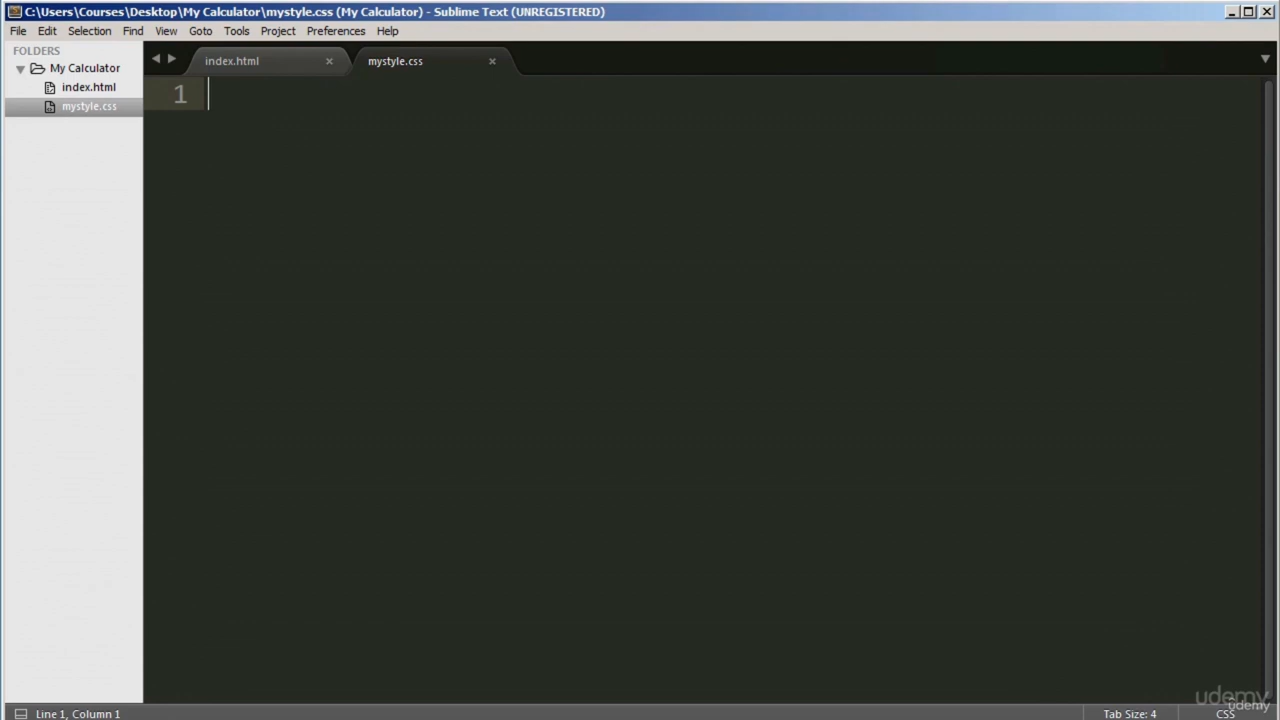 C:\Users\Courses\Desktop\My Calculator\mystyle.css (My Calculator) - Sublime Text (UNREGISTERED)
File Edit Selection Find View Goto Tools Project Preferences Help
FOLDERS
My Calculator
index.html
mystyle.css
index.html × mystyle.css ×
1
udemy
udemy
Line 1, Column 1 Tab Size: 4 CSS